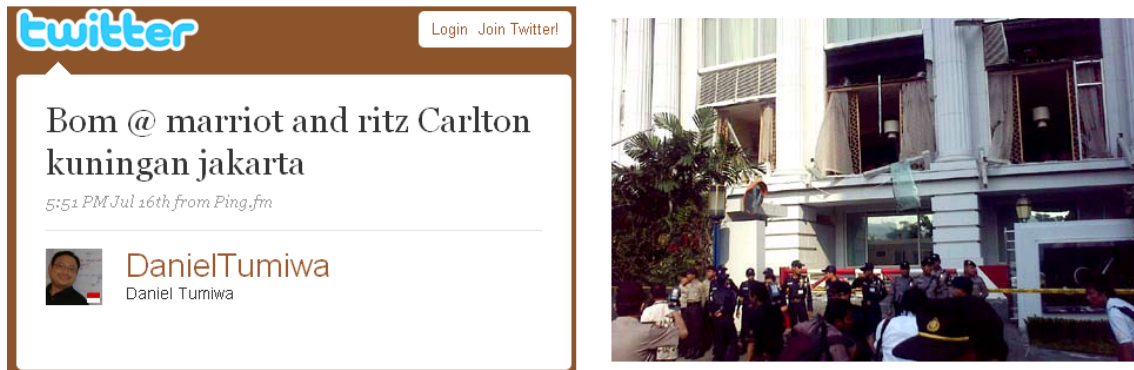 twitter
Login Join Twitter!
Bom @ marriot and ritz Carlton
kuningan jakarta
5:51 PM Jul 16th from Ping.fm
DanielTumiwa
Daniel Tumiwa